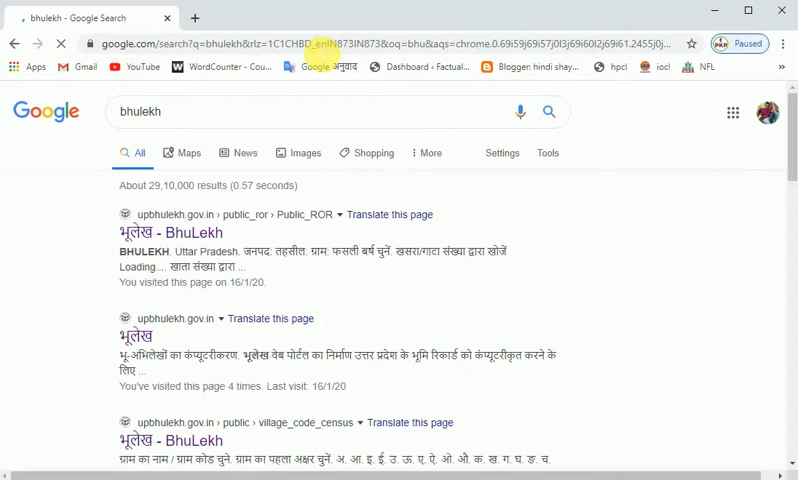 bhulekh - Google Search
google.com/search?q=bhulekh&rlz=1C1CHBD_enIN873IN873&oq=bhu&aqs=chrome.0.69i59j69i57j0l3j69i60l2j69i61.2455j0j...
PKP Paused
Apps Gmail YouTube WordCounter - Cou... Google अनुवाद Dashboard ‹ Factual... Blogger: hindi shay... hpcl iocl NFL »
Google bhulekh
All Maps News Images Shopping More Settings Tools
About 29,10,000 results (0.57 seconds)
upbhulekh.gov.in › public_ror › Public_ROR Translate this page
भूलेख - BhuLekh
BHULEKH. Uttar Pradesh. जनपद: तहसील: ग्राम: फसली बर्ष चुनें. खसरा/गाटा संख्या द्वारा खोजें
Loading.... खाता संख्या द्वारा ...
You visited this page on 16/1/20.
upbhulekh.gov.in Translate this page
भूलेख
भू-अभिलेखों का कंप्यूटरीकरण. भूलेख वेब पोर्टल का निर्माण उत्तर प्रदेश के भूमि रिकार्ड को कंप्यूटरीकृत करने के
लिए ...
You've visited this page 4 times. Last visit: 16/1/20
upbhulekh.gov.in › public › village_code_census Translate this page
भूलेख - BhuLekh
ग्राम का नाम / ग्राम कोड चुने. ग्राम का पहला अक्षर चुनें. अ. आ. इ. ई. उ. ऊ. ए. ऐ. ओ. औ. क. ख. ग. घ. ङ. च.